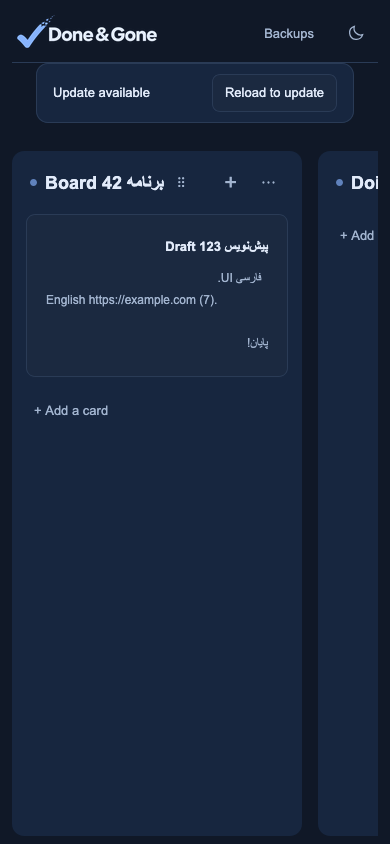 Done & Gone
Backups
Update available
Reload to update
Board 42 برنامه
پیش‌نویس Draft 123
فارسی UI.
English https://example.com (7).
پایان!
+ Add a card
Doi
+ Add